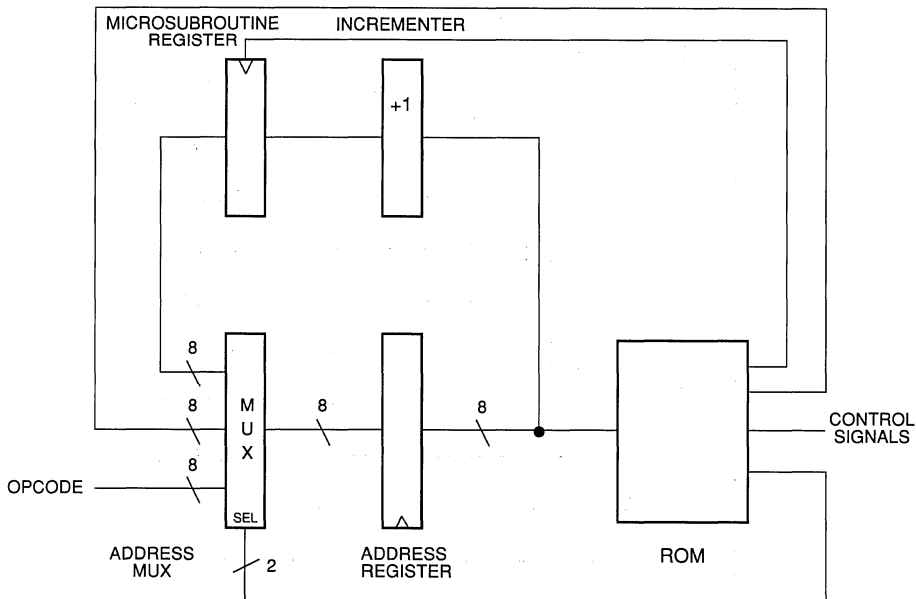 MICROSUBROUTINE
REGISTER
INCREMENTER
+1
8
8
8
M
U
X
8
8
CONTROL
SIGNALS
OPCODE
SEL
ADDRESS
MUX
2
ADDRESS
REGISTER
ROM